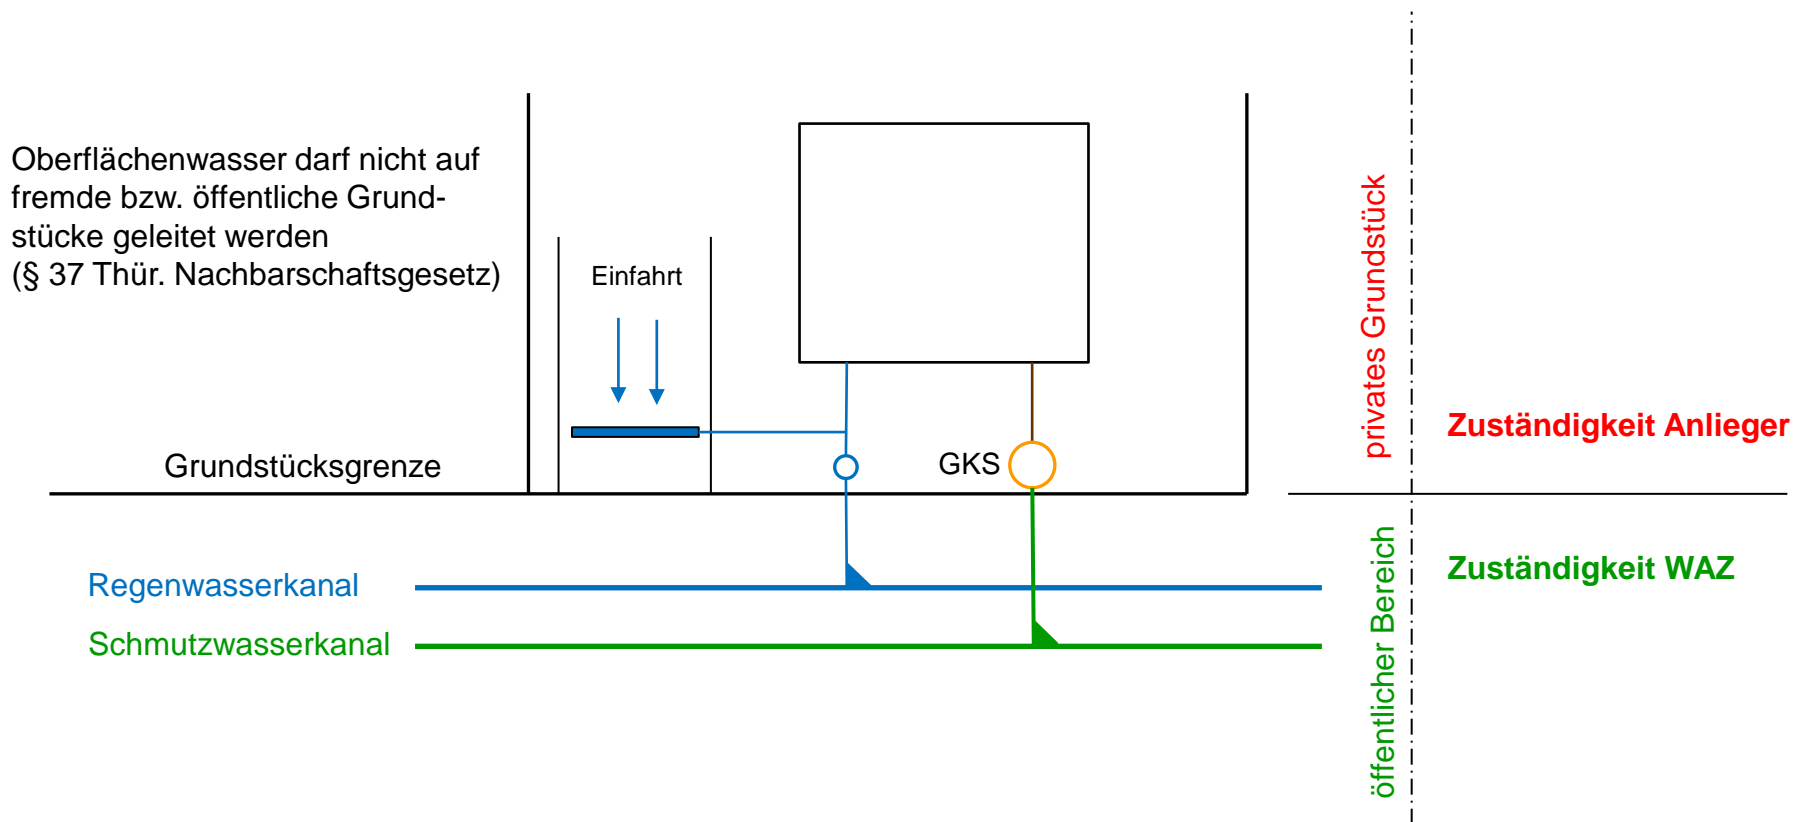 Oberflächenwasser darf nicht auf
fremde bzw. öffentliche Grund-
stücke geleitet werden
(§ 37 Thür. Nachbarschaftsgesetz)
Einfahrt
Grundstücksgrenze
GKS
privates Grundstück
Zuständigkeit Anlieger
Regenwasserkanal
Schmutzwasserkanal
öffentlicher Bereich
Zuständigkeit WAZ